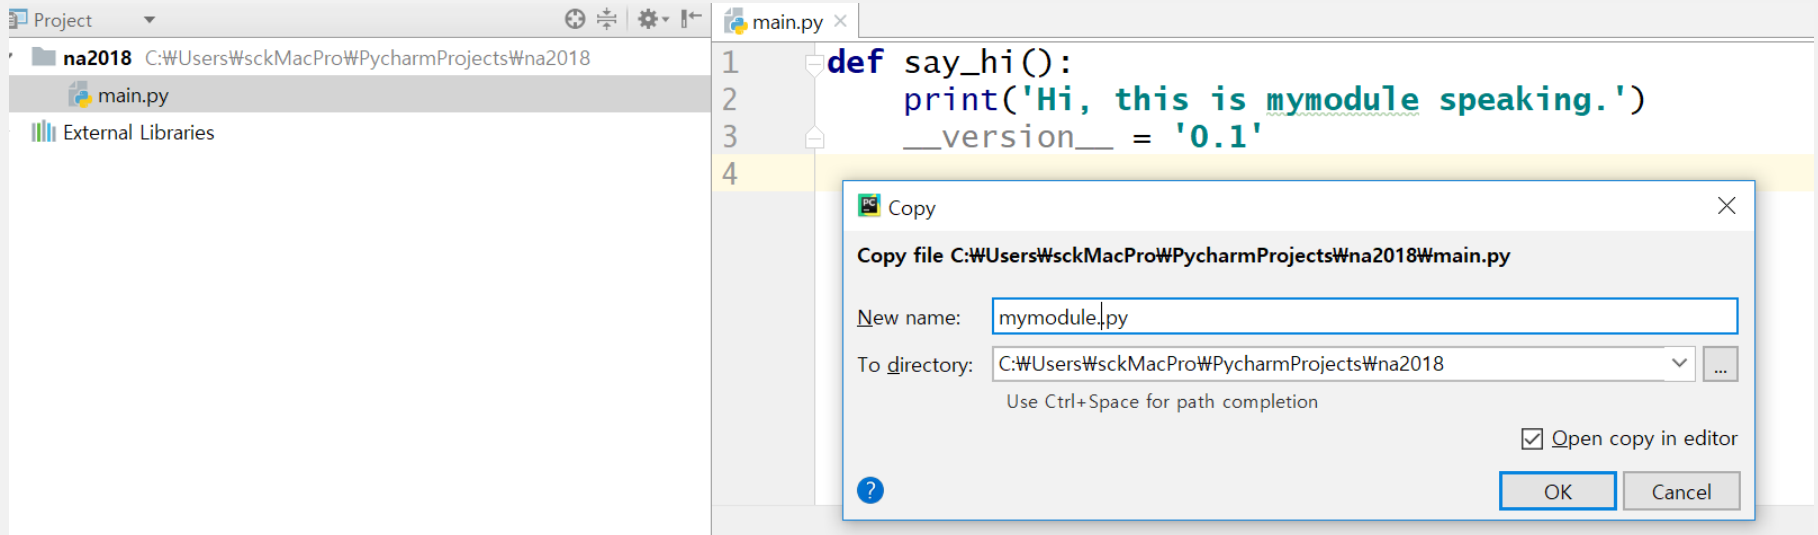 Project
na2018 C:₩Users₩sckMacPro₩PycharmProjects₩na2018
main.py
External Libraries
main.py
1 def say_hi():
2 print('Hi, this is mymodule speaking.')
3 __version__ = '0.1'
4
PC
Copy
Copy file C:₩Users₩sckMacPro₩PycharmProjects₩na2018₩main.py
New name: mymodule..py
To directory: C:₩Users₩sckMacPro₩PycharmProjects₩na2018
...
Use Ctrl+Space for path completion
Open copy in editor
?
OK Cancel